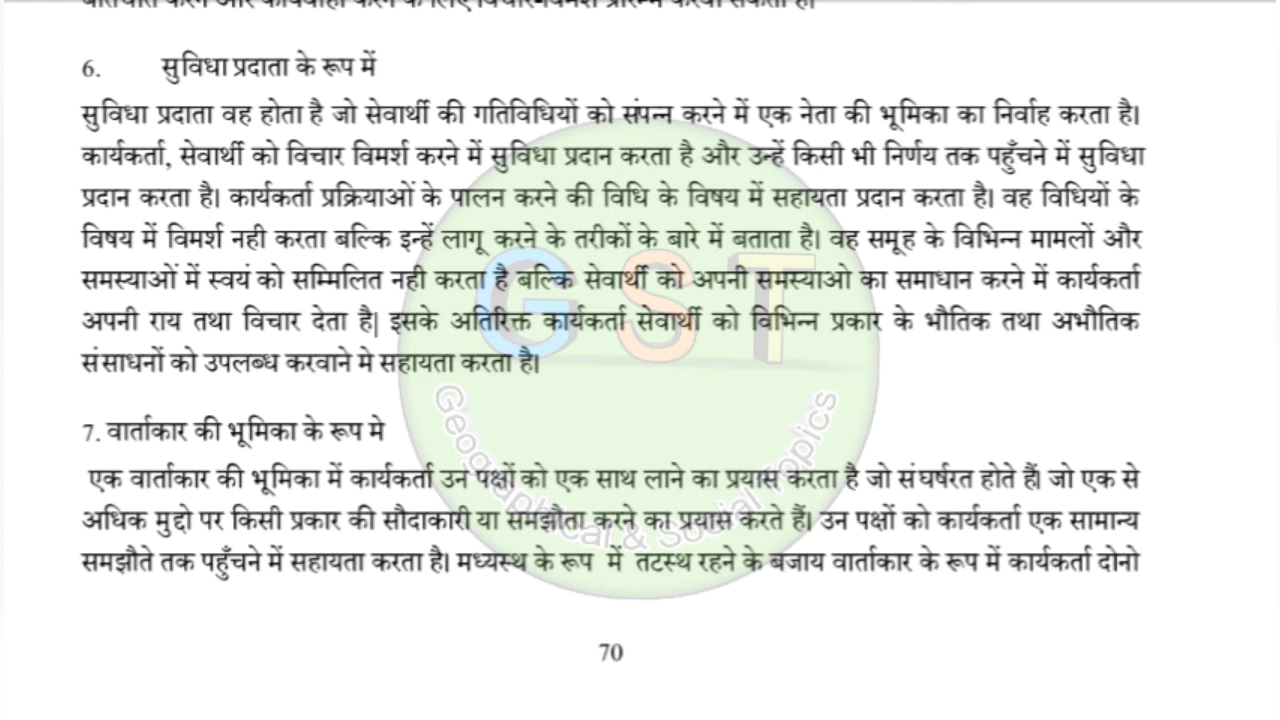 6. सुविधा प्रदाता के रूप में
सुविधा प्रदाता वह होता है जो सेवार्थी की गतिविधियों को संपन्न करने में एक नेता की भूमिका का निर्वाह करता है।
कार्यकर्ता, सेवार्थी को विचार विमर्श करने में सुविधा प्रदान करता है और उन्हें किसी भी निर्णय तक पहुँचने में सुविधा
प्रदान करता है। कार्यकर्ता प्रक्रियाओं के पालन करने की विधि के विषय में सहायता प्रदान करता है। वह विधियों के
विषय में विमर्श नही करता बल्कि इन्हें लागू करने के तरीकों के बारे में बताता है। वह समूह के विभिन्न मामलों और
समस्याओं में स्वयं को सम्मिलित नही करता है बल्कि सेवार्थी को अपनी समस्याओ का समाधान करने में कार्यकर्ता
अपनी राय तथा विचार देता है| इसके अतिरिक्त कार्यकर्ता सेवार्थी को विभिन्न प्रकार के भौतिक तथा अभौतिक
संसाधनों को उपलब्ध करवाने मे सहायता करता है।
7. वार्ताकार की भूमिका के रूप मे
एक वार्ताकार की भूमिका में कार्यकर्ता उन पक्षों को एक साथ लाने का प्रयास करता है जो संघर्षरत होते हैं। जो एक से
अधिक मुद्दो पर किसी प्रकार की सौदाकारी या समझौता करने का प्रयास करते हैं। उन पक्षों को कार्यकर्ता एक सामान्य
समझौते तक पहुँचने में सहायता करता है। मध्यस्थ के रूप में तटस्थ रहने के बजाय वार्ताकार के रूप में कार्यकर्ता दोनो
GST
Geographical & Social Topics
70